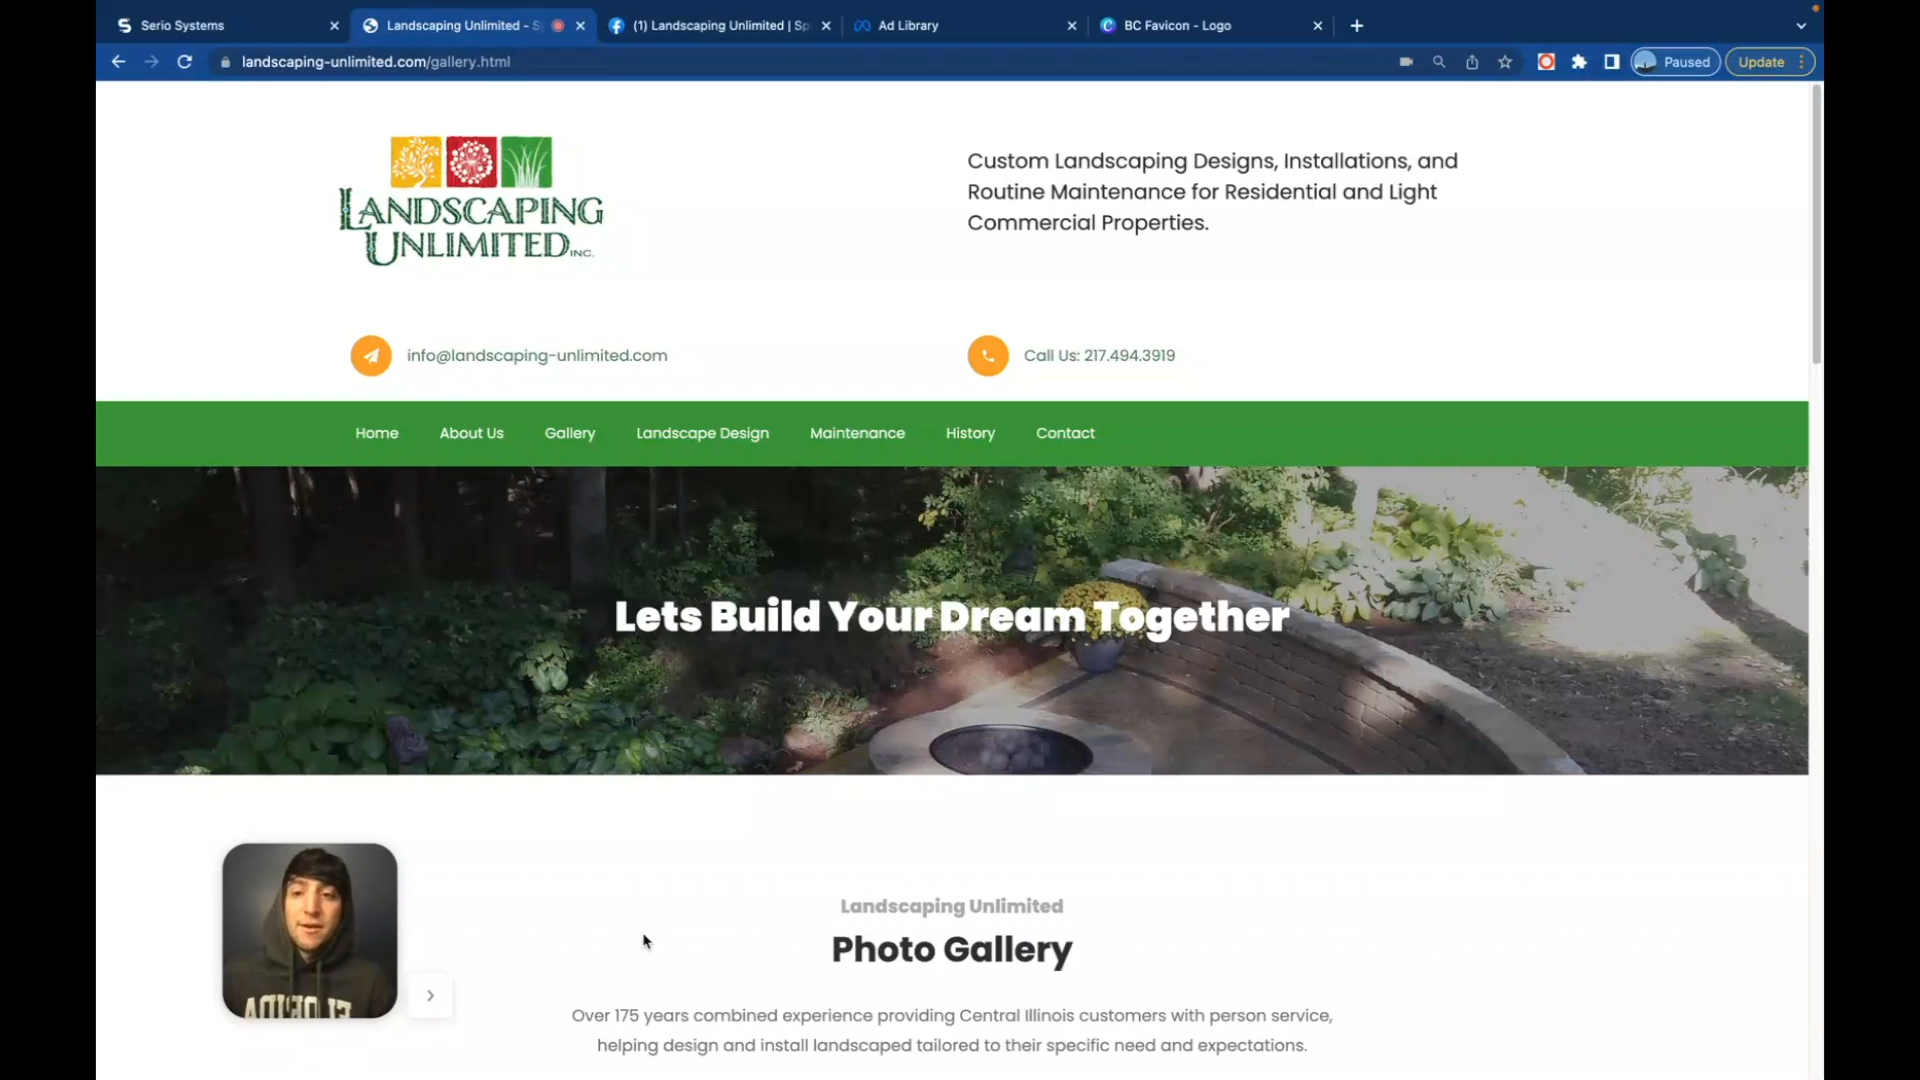 Serio Systems
Landscaping Unlimited - S
(1) Landscaping Unlimited | Sp
Ad Library
BC Favicon - Logo
landscaping-unlimited.com/gallery.html
Paused
Update
LANDSCAPING
UNLIMITED INC.
Custom Landscaping Designs, Installations, and
Routine Maintenance for Residential and Light
Commercial Properties.
info@landscaping-unlimited.com
Call Us: 217.494.3919
Home
About Us
Gallery
Landscape Design
Maintenance
History
Contact
Lets Build Your Dream Together
Landscaping Unlimited
Photo Gallery
Over 175 years combined experience providing Central Illinois customers with person service,
helping design and install landscaped tailored to their specific need and expectations.
FLORIDA